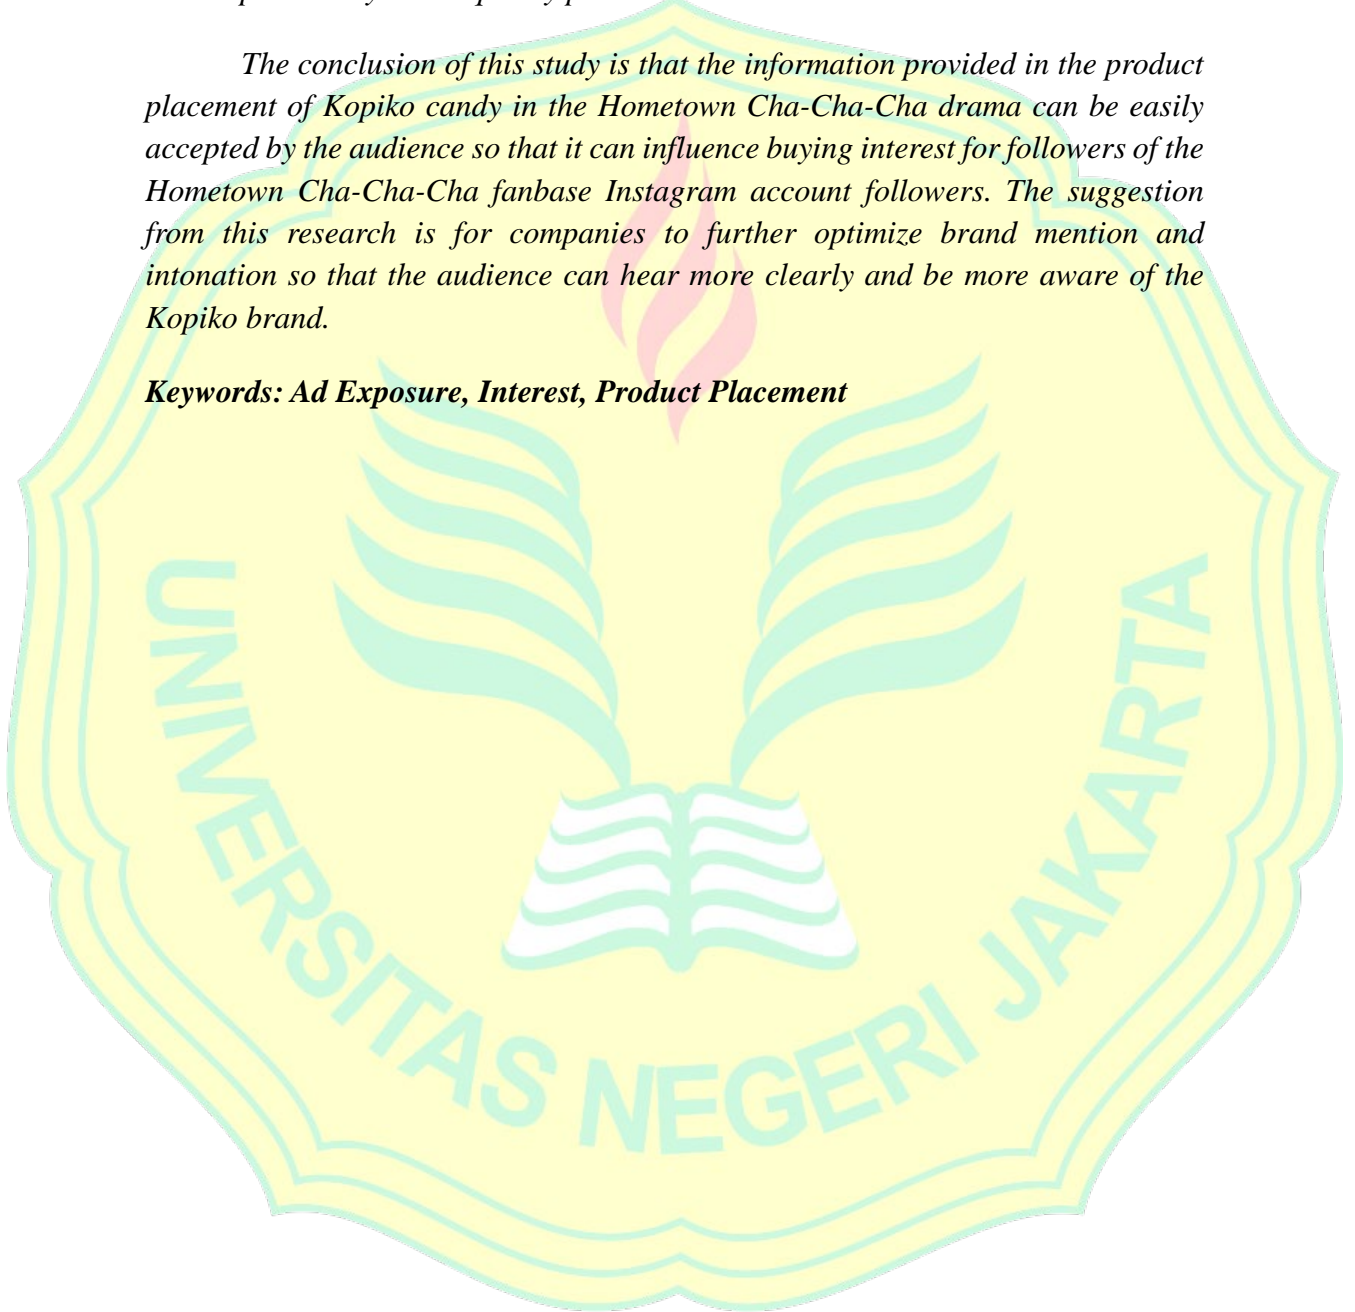 The conclusion of this study is that the information provided in the product
placement of Kopiko candy in the Hometown Cha-Cha-Cha drama can be easily
accepted by the audience so that it can influence buying interest for followers of the
Hometown Cha-Cha-Cha fanbase Instagram account followers. The suggestion
from this research is for companies to further optimize brand mention and
intonation so that the audience can hear more clearly and be more aware of the
Kopiko brand.
Keywords: Ad Exposure, Interest, Product Placement
UNIVERSITAS NEGERI JAKARTA